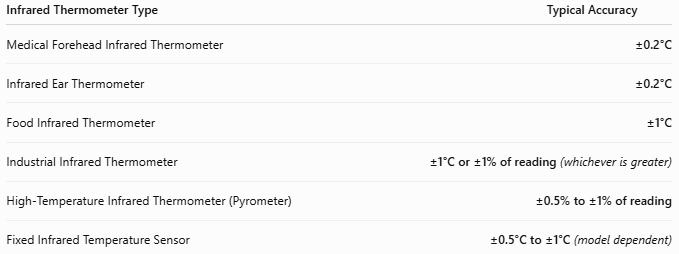 Infrared Thermometer Type Typical Accuracy
Medical Forehead Infrared Thermometer ±0.2°C
Infrared Ear Thermometer ±0.2°C
Food Infrared Thermometer ±1°C
Industrial Infrared Thermometer ±1°C or ±1% of reading (whichever is greater)
High-Temperature Infrared Thermometer (Pyrometer) ±0.5% to ±1% of reading
Fixed Infrared Temperature Sensor ±0.5°C to ±1°C (model dependent)